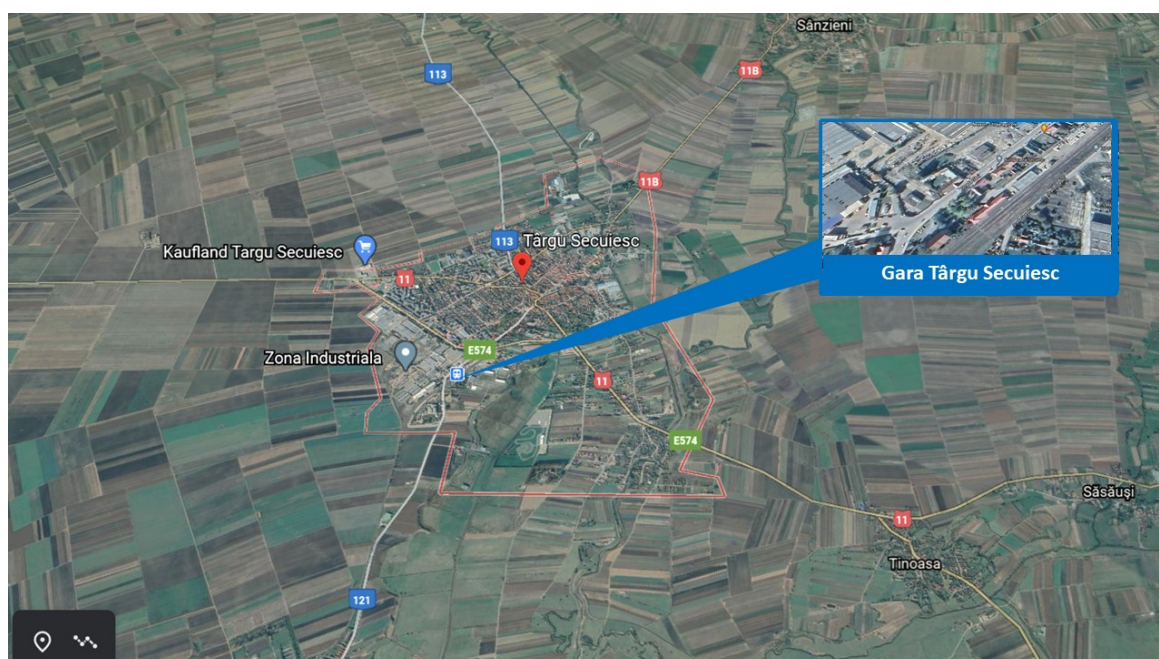 Sânzieni
113
11B
11B
113
Târgu Secuiesc
Kaufland Targu Secuiesc
11
Gara Târgu Secuiesc
E574
Zona Industriala
11
E574
Săsăuşi
11
Tinoasa
121